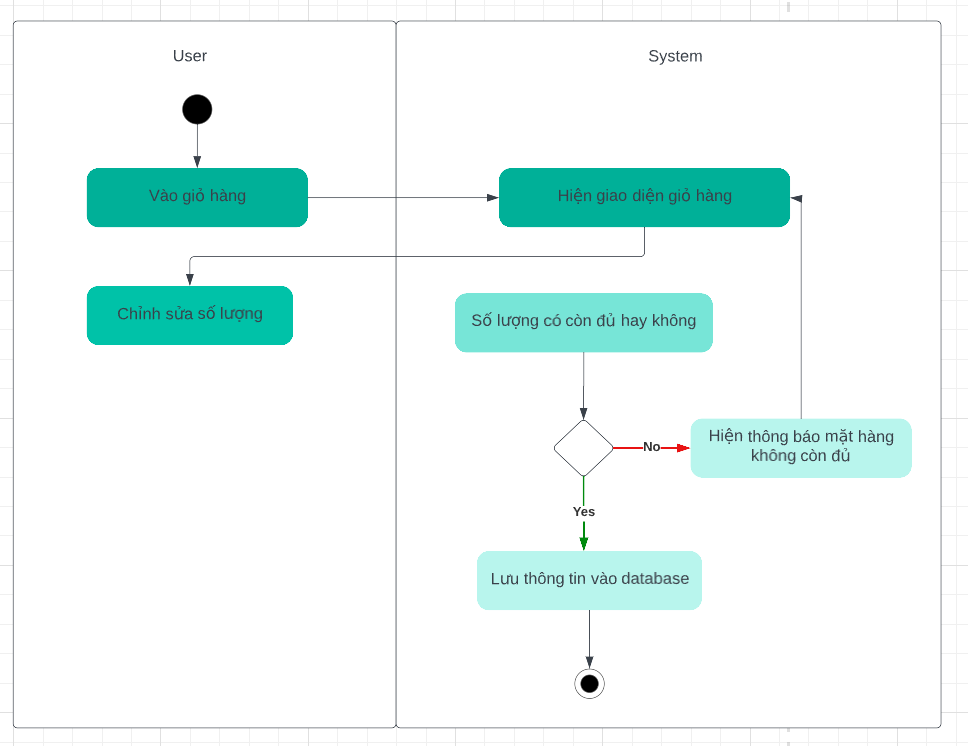 User
System
Vào giỏ hàng
Hiện giao diện giỏ hàng
Chỉnh sửa số lượng
Số lượng có còn đủ hay không
No
Hiện thông báo mặt hàng
không còn đủ
Yes
Lưu thông tin vào database